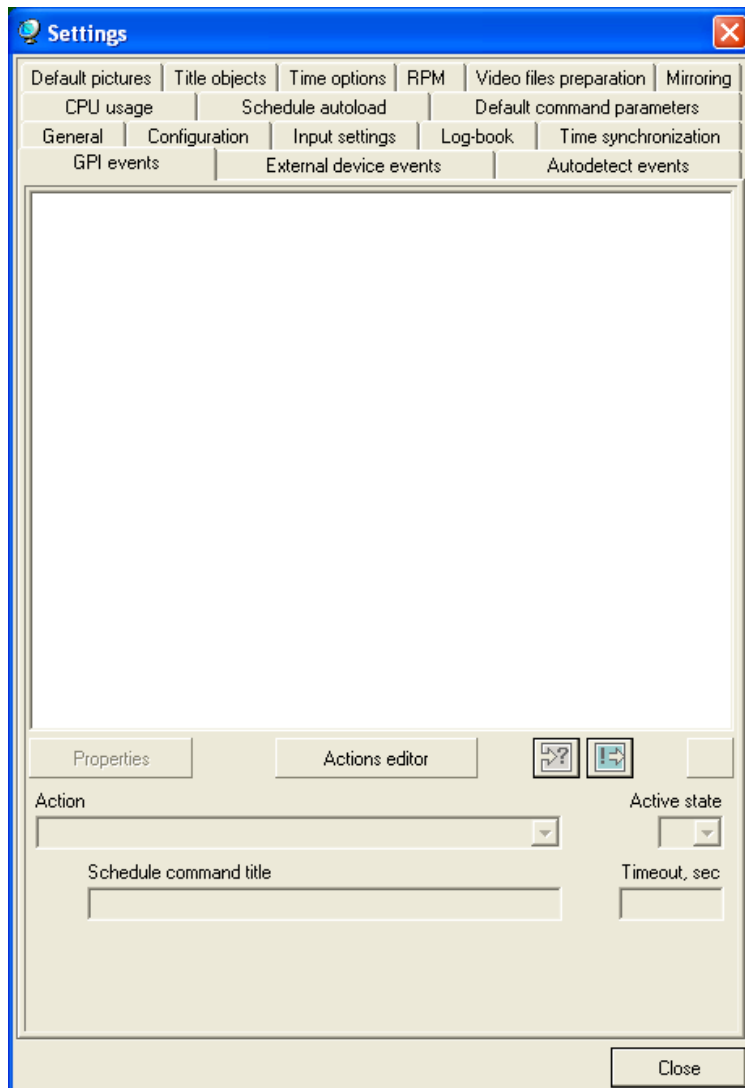 Settings
Default pictures Title objects Time options RPM Video files preparation Mirroring
CPU usage Schedule autoload Default command parameters
General Configuration Input settings Log-book Time synchronization
GPI events External device events Autodetect events
Properties Actions editor ? !
Action Active state
Schedule command title Timeout, sec
Close